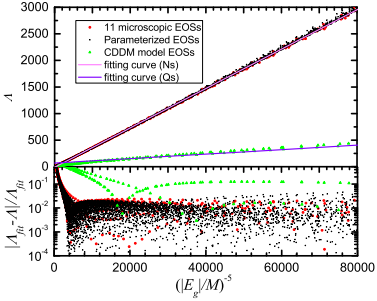 3000
2500
2000
1500
1000
500
0
Λ
11 microscopic EOSs
Parameterized EOSs
CDDM model EOSs
fitting curve (Ns)
fitting curve (Qs)
10⁻¹
10⁻²
10⁻³
10⁻⁴
|Λfit-Λ|/Λfit
0 20000 40000 60000 80000
(|Eg|/M)⁻⁵